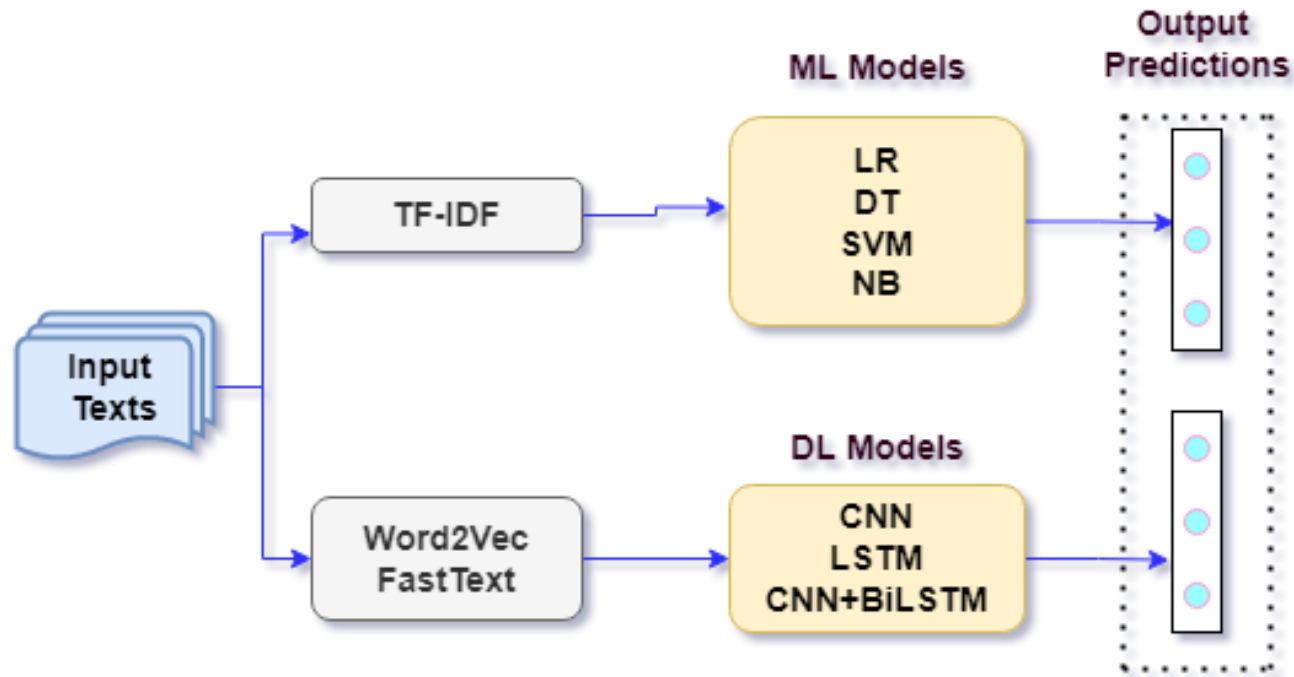 Output
Predictions
ML Models
LR
DT
SVM
NB
TF-IDF
Input
Texts
DL Models
Word2Vec
FastText
CNN
LSTM
CNN+BiLSTM